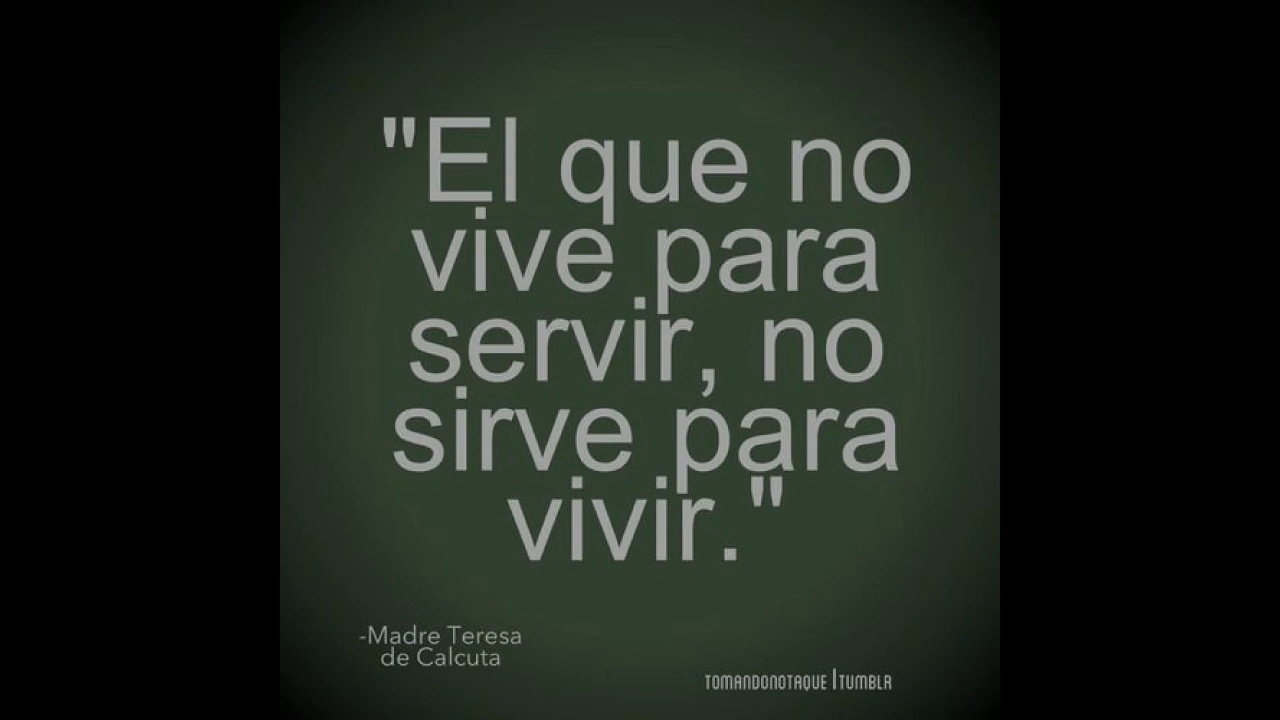 "El que no
vive para
servir, no
sirve para
vivir."
-Madre Teresa
de Calcuta
TOMANDONOTAQUE | TUMBLR